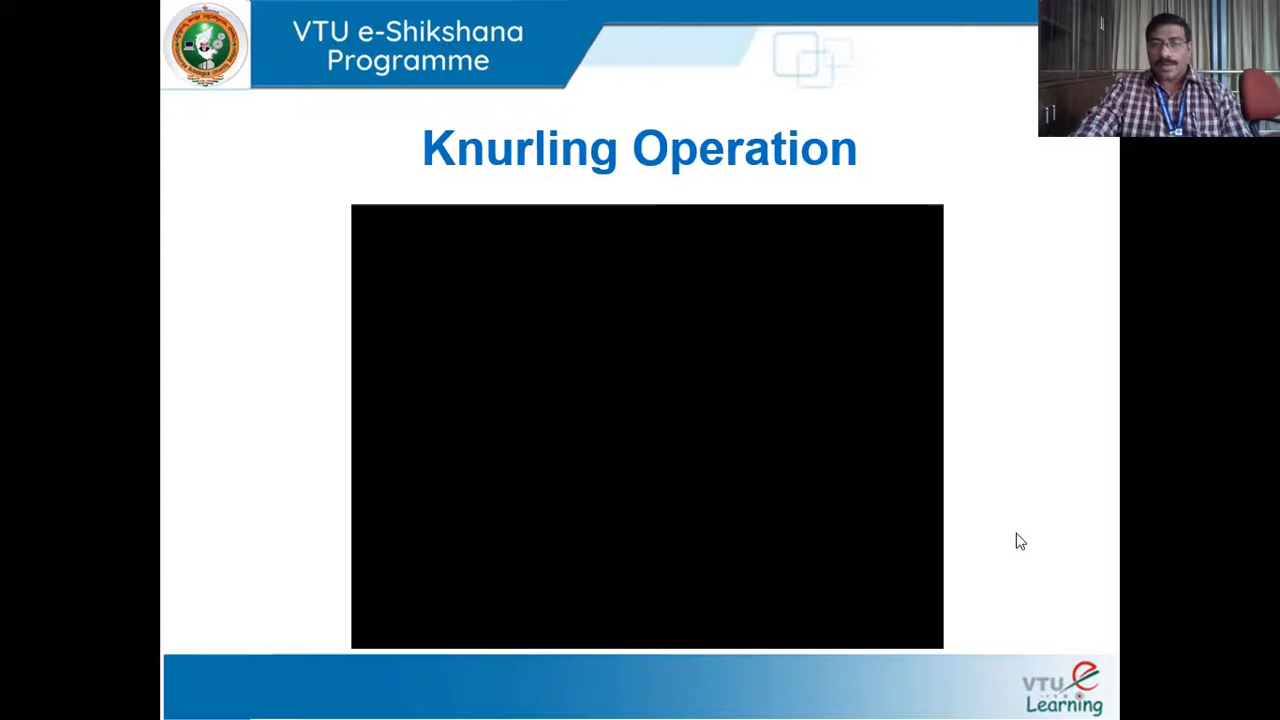 VTU e-Shikshana
Programme
Knurling Operation
VTU e
Learning